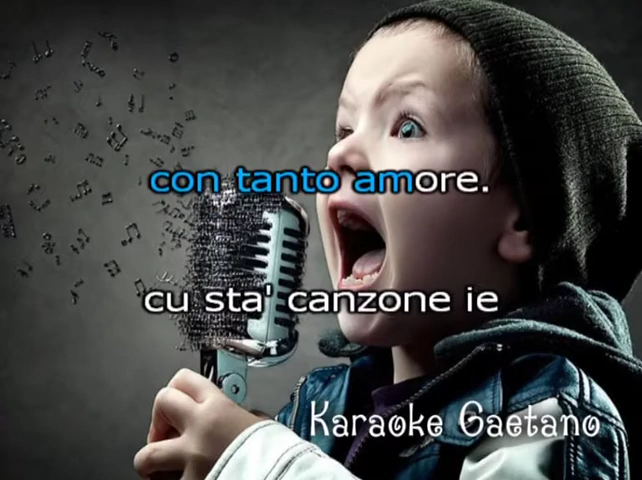 con tanto amore.
cu sta' canzone ie
Karaoke Gaetano